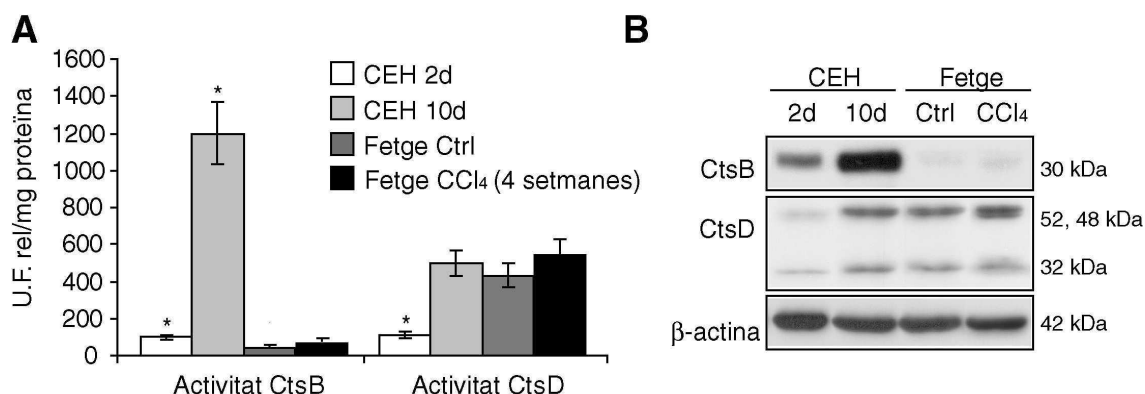 A
U.F. rel/mg proteïna
1600
1400
1200
1000
800
600
400
200
0
*
*
*
CEH 2d
CEH 10d
Fetge Ctrl
Fetge CCl₄ (4 setmanes)
Activitat CtsB
Activitat CtsD
B
CEH Fetge
2d 10d Ctrl CCl₄
CtsB 30 kDa
CtsD 52, 48 kDa
32 kDa
β-actina 42 kDa